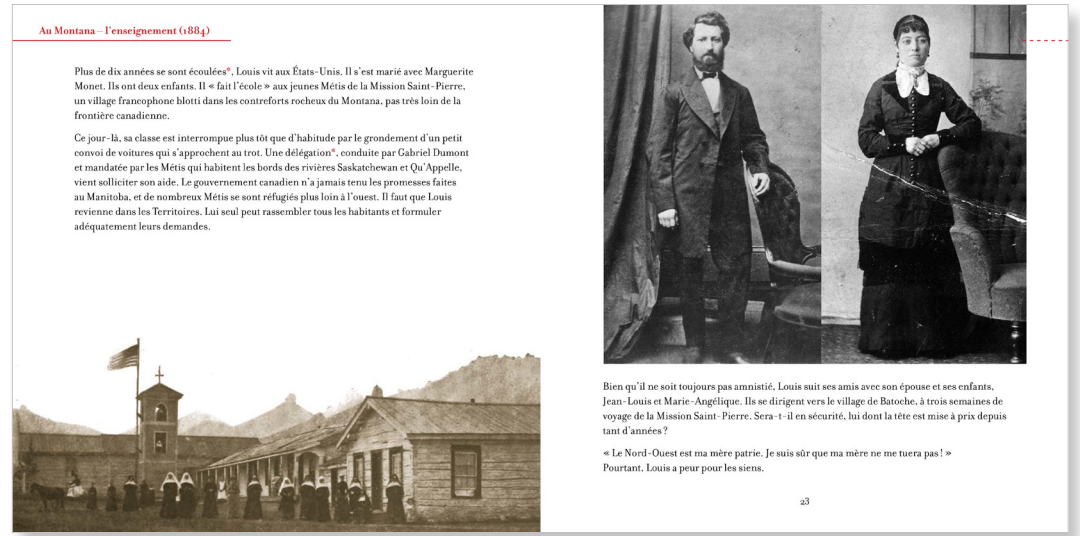 Au Montana – l'enseignement (1884)
Plus de dix années se sont écoulées*, Louis vit aux États-Unis. Il s'est marié avec Marguerite
Monet. Ils ont deux enfants. Il « fait l'école » aux jeunes Métis de la Mission Saint-Pierre,
un village francophone blotti dans les contreforts rocheux du Montana, pas très loin de la
frontière canadienne.
Ce jour-là, sa classe est interrompue plus tôt que d'habitude par le grondement d'un petit
convoi de voitures qui s'approchent au trot. Une délégation*, conduite par Gabriel Dumont
et mandatée par les Métis qui habitent les bords des rivières Saskatchewan et Qu'Appelle,
vient solliciter son aide. Le gouvernement canadien n'a jamais tenu les promesses faites
au Manitoba, et de nombreux Métis se sont réfugiés plus loin à l'ouest. Il faut que Louis
revienne dans les Territoires. Lui seul peut rassembler tous les habitants et formuler
adéquatement leurs demandes.
Bien qu'il ne soit toujours pas amnistié, Louis suit ses amis avec son épouse et ses enfants,
Jean-Louis et Marie-Angélique. Ils se dirigent vers le village de Batoche, à trois semaines de
voyage de la Mission Saint-Pierre. Sera-t-il en sécurité, lui dont la tête est mise à prix depuis
tant d'années ?
« Le Nord-Ouest est ma mère patrie. Je suis sûr que ma mère ne me tuera pas ! »
Pourtant, Louis a peur pour les siens.
23